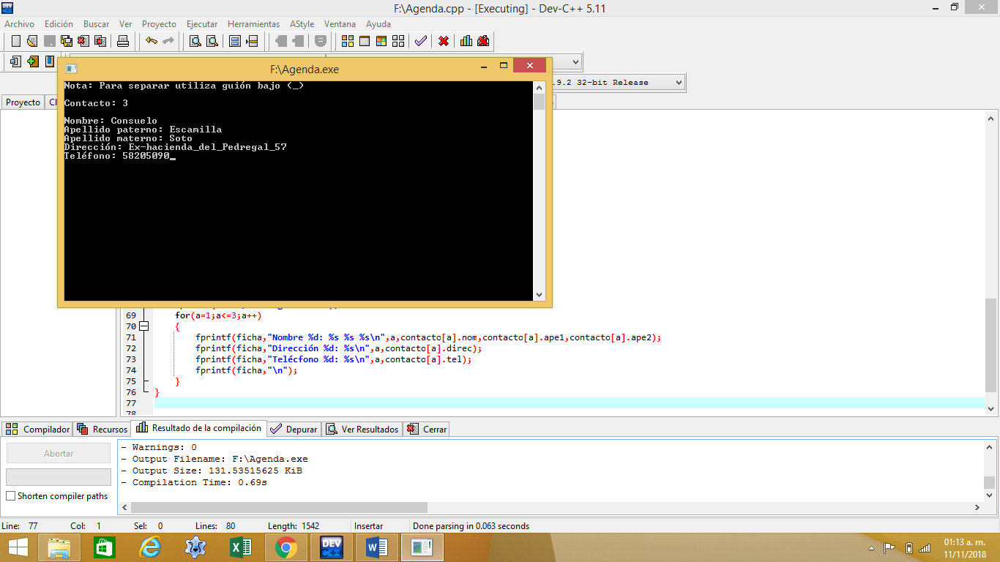 F:\Agenda.cpp - [Executing] - Dev-C++ 5.11
Archivo Edición Buscar Ver Proyecto Ejecutar Herramientas AStyle Ventana Ayuda
F:\Agenda.exe
.9.2 32-bit Release
Proyecto
Nota: Para separar utiliza guión bajo (_)
Contacto: 3
Nombre: Consuelo
Apellido paterno: Escamilla
Apellido materno: Soto
Dirección: Ex-hacienda_del_Pedregal_57
Teléfono: 58205090_
69 for(a=1;a<=3;a++)
70 {
71 fprintf(ficha,"Nombre %d: %s %s %s\n",a,contacto[a].nom,contacto[a].ape1,contacto[a].ape2);
72 fprintf(ficha,"Dirección %d: %s\n",a,contacto[a].direc);
73 fprintf(ficha,"Telécfono %d: %s\n",a,contacto[a].tel);
74 fprintf(ficha,"\n");
75 }
76 }
77
78
Compilador Recursos Resultado de la compilación Depurar Ver Resultados Cerrar
Abortar
Shorten compiler paths
- Warnings: 0
- Output Filename: F:\Agenda.exe
- Output Size: 131.53515625 KiB
- Compilation Time: 0.69s
Line: 77 Col: 1 Sel: 0 Lines: 80 Length: 1542 Insertar Done parsing in 0.063 seconds
DEV C++
01:13 a. m.
11/11/2018